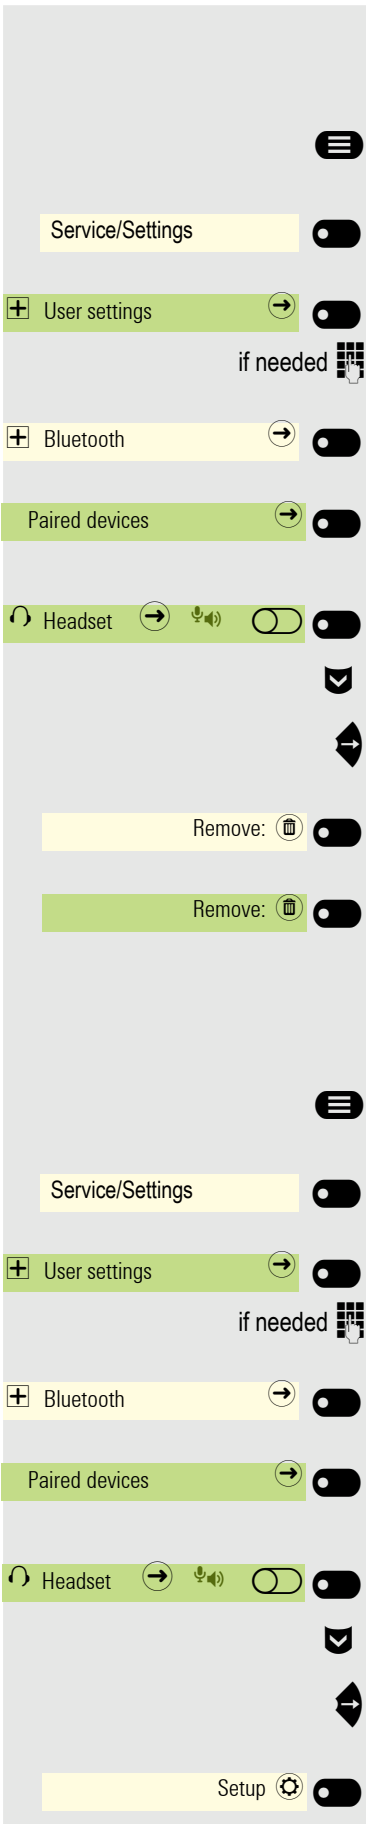 Service/Settings
User settings
if needed
Bluetooth
Paired devices
Headset
Remove:
Remove:
Service/Settings
User settings
if needed
Bluetooth
Paired devices
Headset
Setup